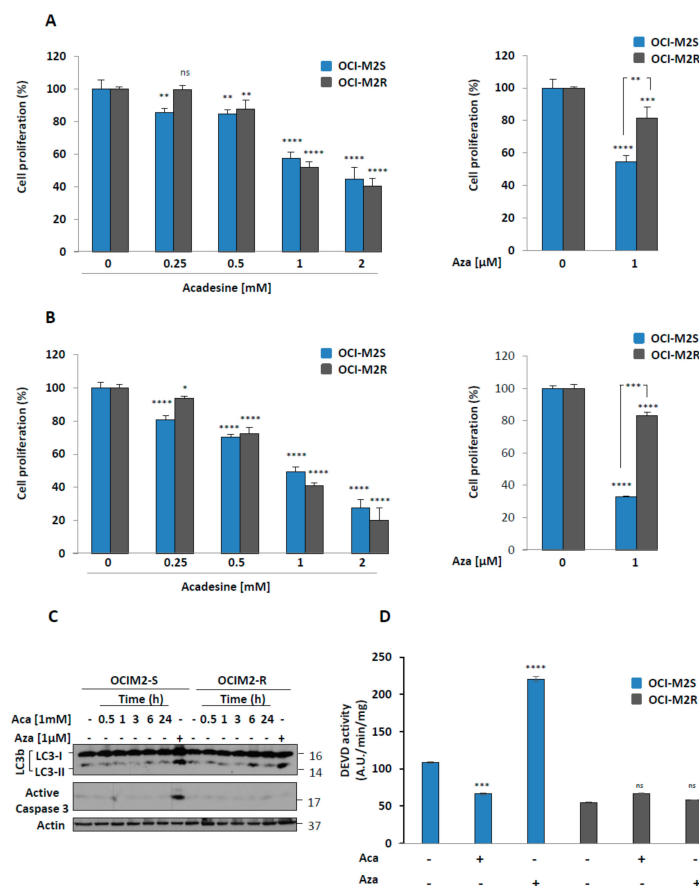 A
OCI-M2S
OCI-M2R
Cell proliferation (%)
120
100
80
60
40
20
0
** ns ** ** **** **** **** ****
0 0.25 0.5 1 2
Acadesine [mM]
OCI-M2S
OCI-M2R
Cell proliferation (%)
120
100
80
60
40
20
0
**
***
****
Aza [µM] 0 1
B
OCI-M2S
OCI-M2R
Cell proliferation (%)
120
100
80
60
40
20
0
**** * **** **** **** **** **** ****
0 0.25 0.5 1 2
Acadesine [mM]
OCI-M2S
OCI-M2R
Cell proliferation (%)
120
100
80
60
40
20
0
***
****
****
Aza [µM] 0 1
C
OCIM2-S OCIM2-R
Time (h) Time (h)
Aca [1mM] - 0.5 1 3 6 24 - - 0.5 1 3 6 24 -
Aza [1µM] - - - - - - + - - - - - - +
LC3b
LC3-I 16
LC3-II 14
Active
Caspase 3 17
Actin 37
D
OCI-M2S
OCI-M2R
DEVD activity
(A.U./min/mg)
250
200
150
100
50
0
*** **** ns ns
Aca - + - - + -
Aza - - + - - +